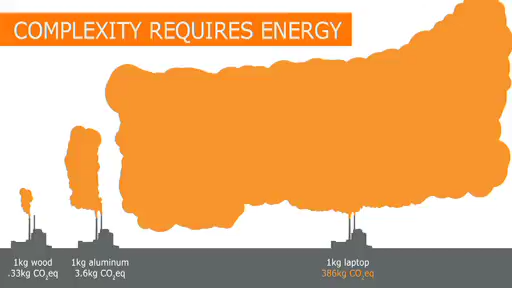 COMPLEXITY REQUIRES ENERGY
1kg wood
.33kg CO₂eq
1kg aluminum
3.6kg CO₂eq
1kg laptop
386kg CO₂eq